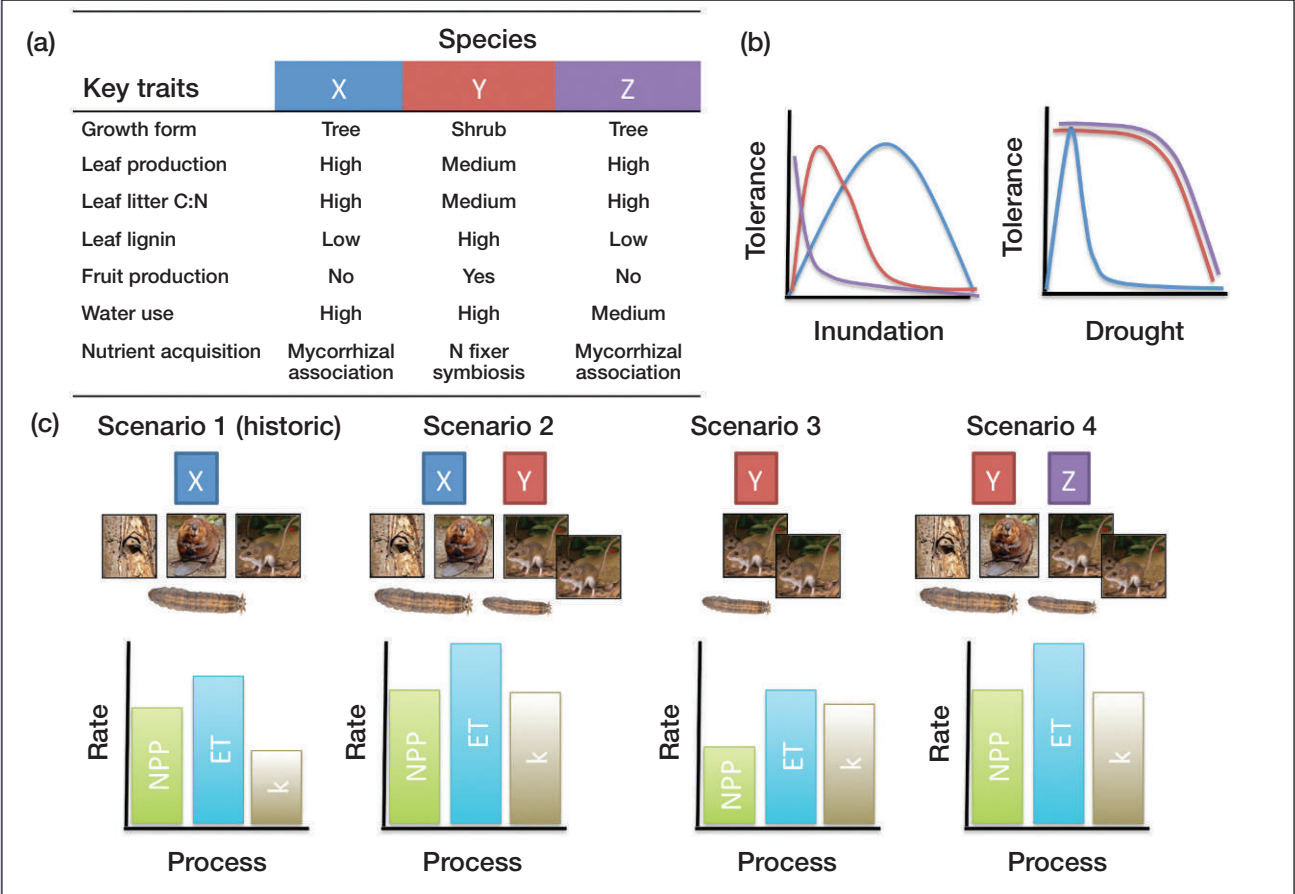 (a)
Species
Key traits X Y Z
Growth form Tree Shrub Tree
Leaf production High Medium High
Leaf litter C:N High Medium High
Leaf lignin Low High Low
Fruit production No Yes No
Water use High High Medium
Nutrient acquisition Mycorrhizal association N fixer symbiosis Mycorrhizal association
(b)
Tolerance
Inundation
Tolerance
Drought
(c)
Scenario 1 (historic) Scenario 2 Scenario 3 Scenario 4
X X Y Y Y Z
Rate NPP ET k
Process
Rate NPP ET k
Process
Rate NPP ET k
Process
Rate NPP ET k
Process